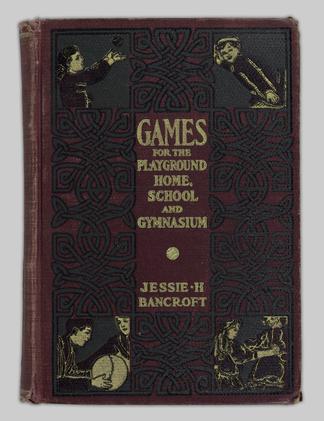 GAMES
FOR THE
PLAYGROUND
HOME,
SCHOOL
AND
GYMNASIUM
JESSIE·H
BANCROFT